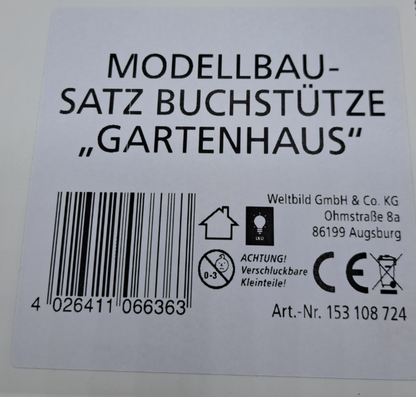 MODELLBAU-
SATZ BUCHSTÜTZE
„GARTENHAUS“
Weltbild GmbH & Co. KG
Ohmstraße 8a
86199 Augsburg
LED
0-3
ACHTUNG!
Verschluckbare
Kleinteile!
CE
4 026411 066363
Art.-Nr. 153 108 724